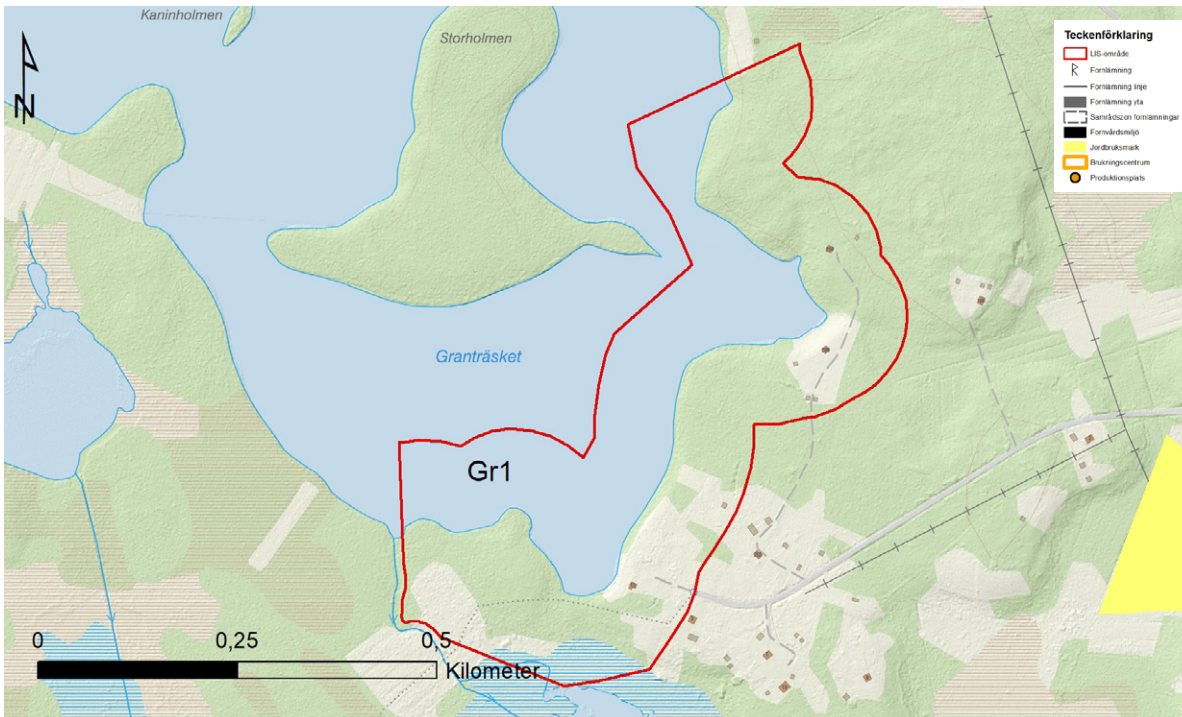 Kaninholmen
Storholmen
N
Granträsket
Gr1
0
0,25
0,5
Kilometer
Teckenförklaring
LIS-område
Fornlämning
Fornlämning linje
Fornlämning yta
Samrådszon fornlämningar
Fornvårdsmiljö
Jordbruksmark
Brukningscentrum
Produktionsplats